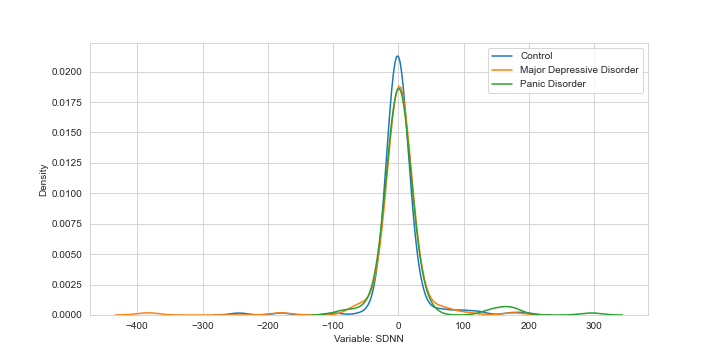 Control
Major Depressive Disorder
Panic Disorder
0.0200
0.0175
0.0150
0.0125
0.0100
0.0075
0.0050
0.0025
0.0000
Density
−400 −300 −200 −100 0 100 200 300
Variable: SDNN